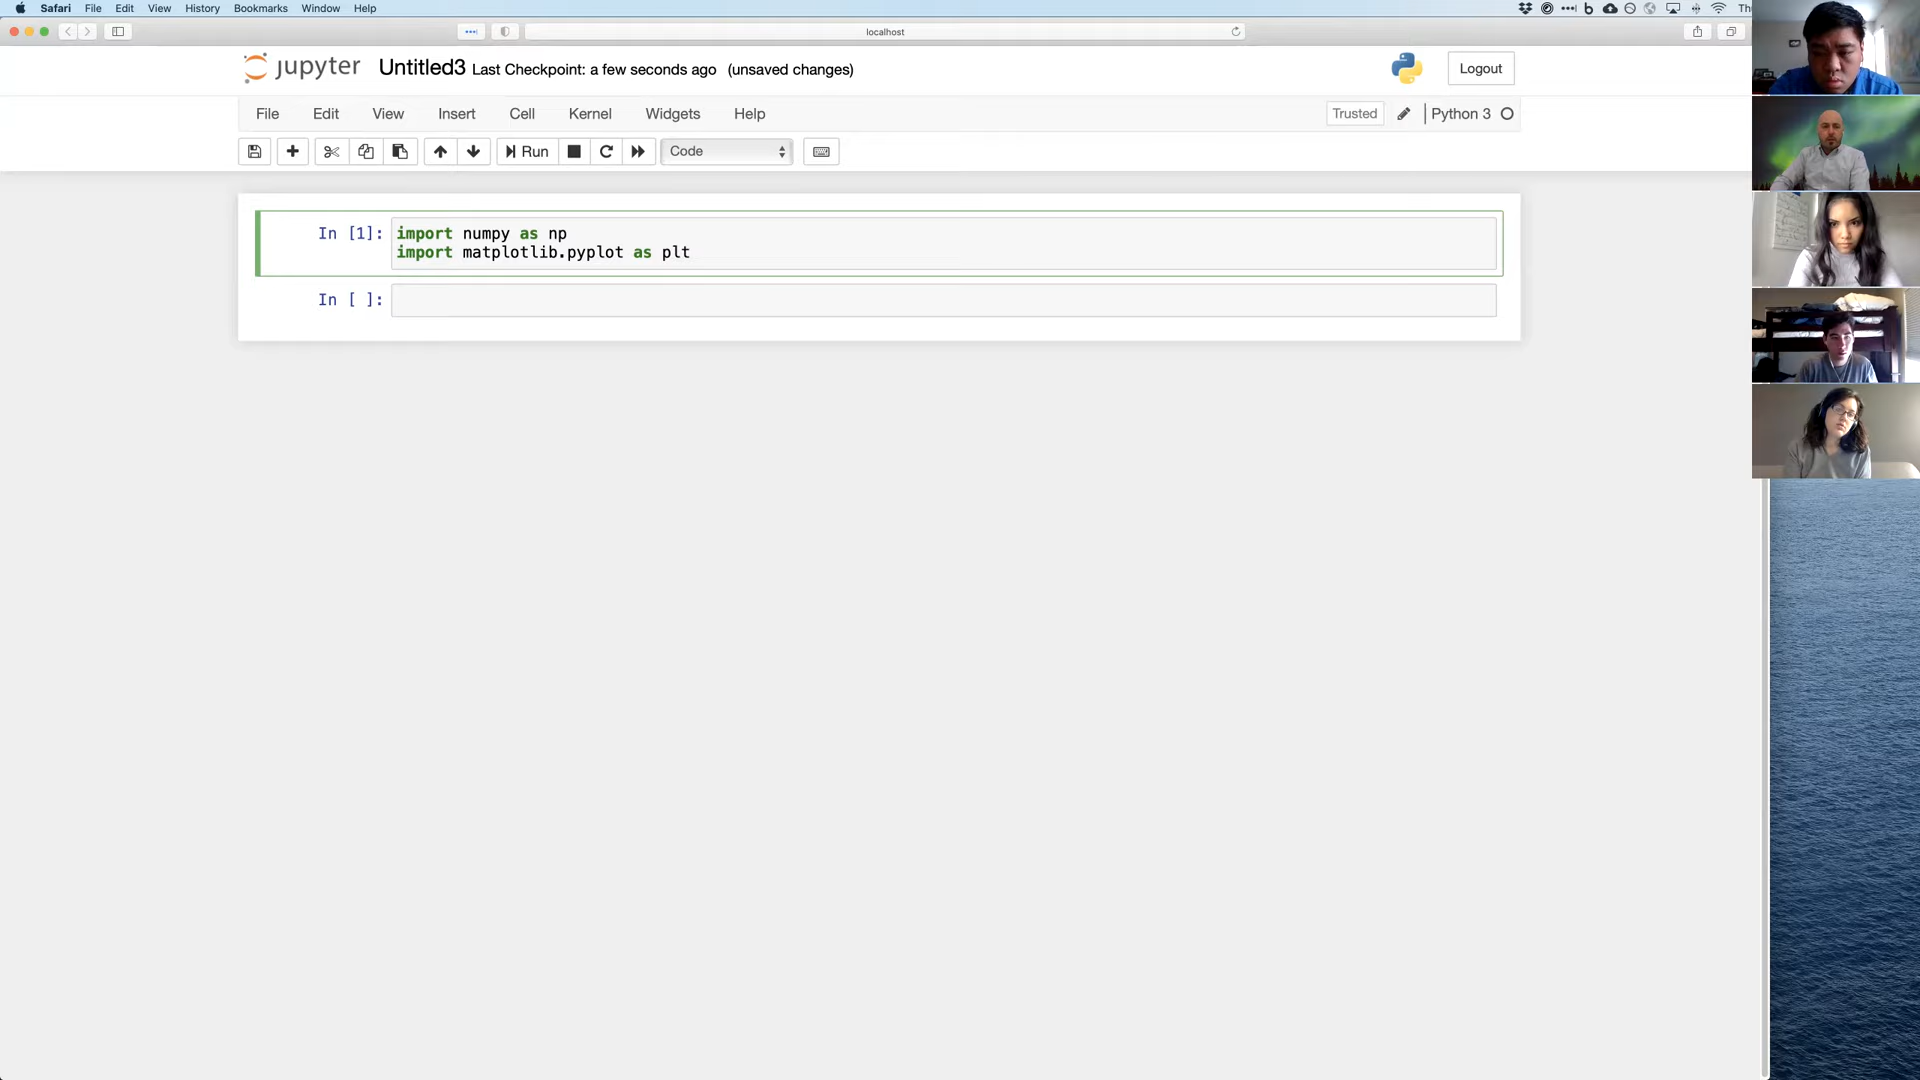 Safari File Edit View History Bookmarks Window Help
localhost
jupyter Untitled3 Last Checkpoint: a few seconds ago (unsaved changes)
Logout
File Edit View Insert Cell Kernel Widgets Help
Trusted
Python 3
Run
Code
In [1]: import numpy as np
import matplotlib.pyplot as plt
In [ ]: